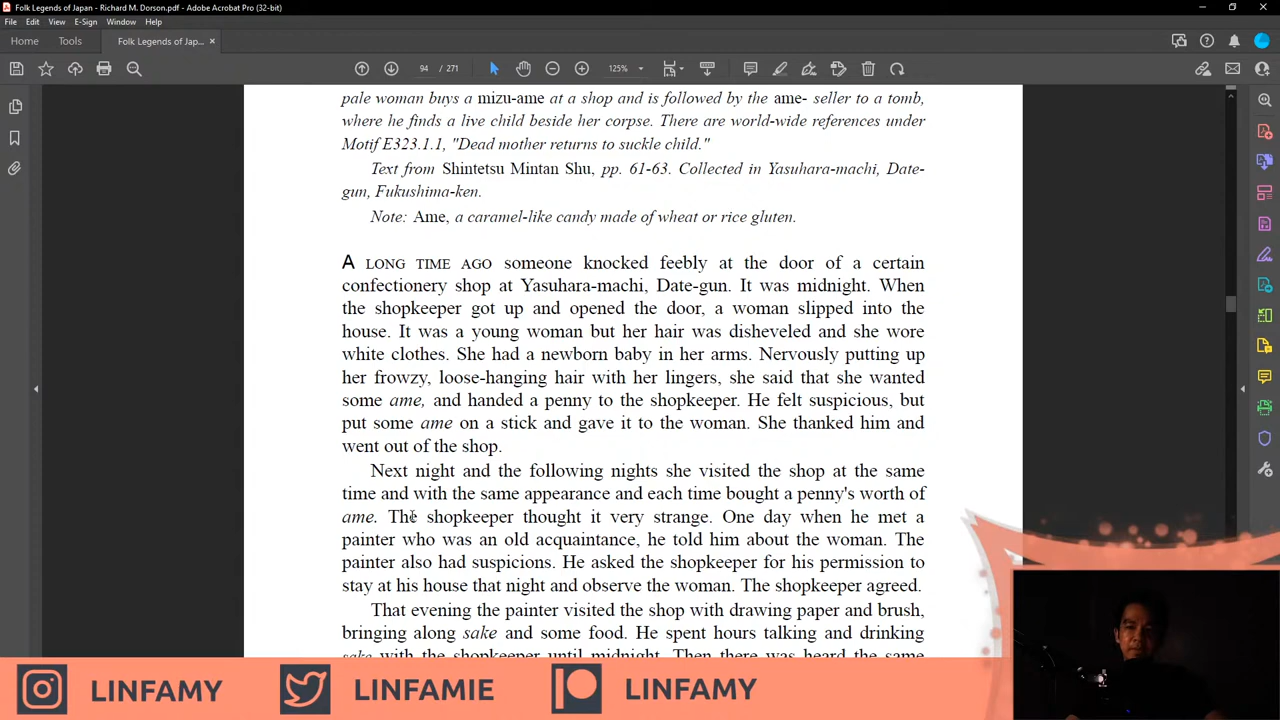 Folk Legends of Japan - Richard M. Dorson.pdf - Adobe Acrobat Pro (32-bit)
File Edit View E-Sign Window Help
Home Tools Folk Legends of Jap... ×
94 / 271 125%
pale woman buys a mizu-ame at a shop and is followed by the ame- seller to a tomb,
where he finds a live child beside her corpse. There are world-wide references under
Motif E323.1.1, "Dead mother returns to suckle child."
Text from Shintetsu Mintan Shu, pp. 61-63. Collected in Yasuhara-machi, Date-
gun, Fukushima-ken.
Note: Ame, a caramel-like candy made of wheat or rice gluten.
A LONG TIME AGO someone knocked feebly at the door of a certain
confectionery shop at Yasuhara-machi, Date-gun. It was midnight. When
the shopkeeper got up and opened the door, a woman slipped into the
house. It was a young woman but her hair was disheveled and she wore
white clothes. She had a newborn baby in her arms. Nervously putting up
her frowzy, loose-hanging hair with her lingers, she said that she wanted
some ame, and handed a penny to the shopkeeper. He felt suspicious, but
put some ame on a stick and gave it to the woman. She thanked him and
went out of the shop.
Next night and the following nights she visited the shop at the same
time and with the same appearance and each time bought a penny's worth of
ame. The shopkeeper thought it very strange. One day when he met a
painter who was an old acquaintance, he told him about the woman. The
painter also had suspicions. He asked the shopkeeper for his permission to
stay at his house that night and observe the woman. The shopkeeper agreed.
That evening the painter visited the shop with drawing paper and brush,
bringing along sake and some food. He spent hours talking and drinking
sake with the shopkeeper until midnight. Then there was heard the same
LINFAMY LINFAMIE LINFAMY